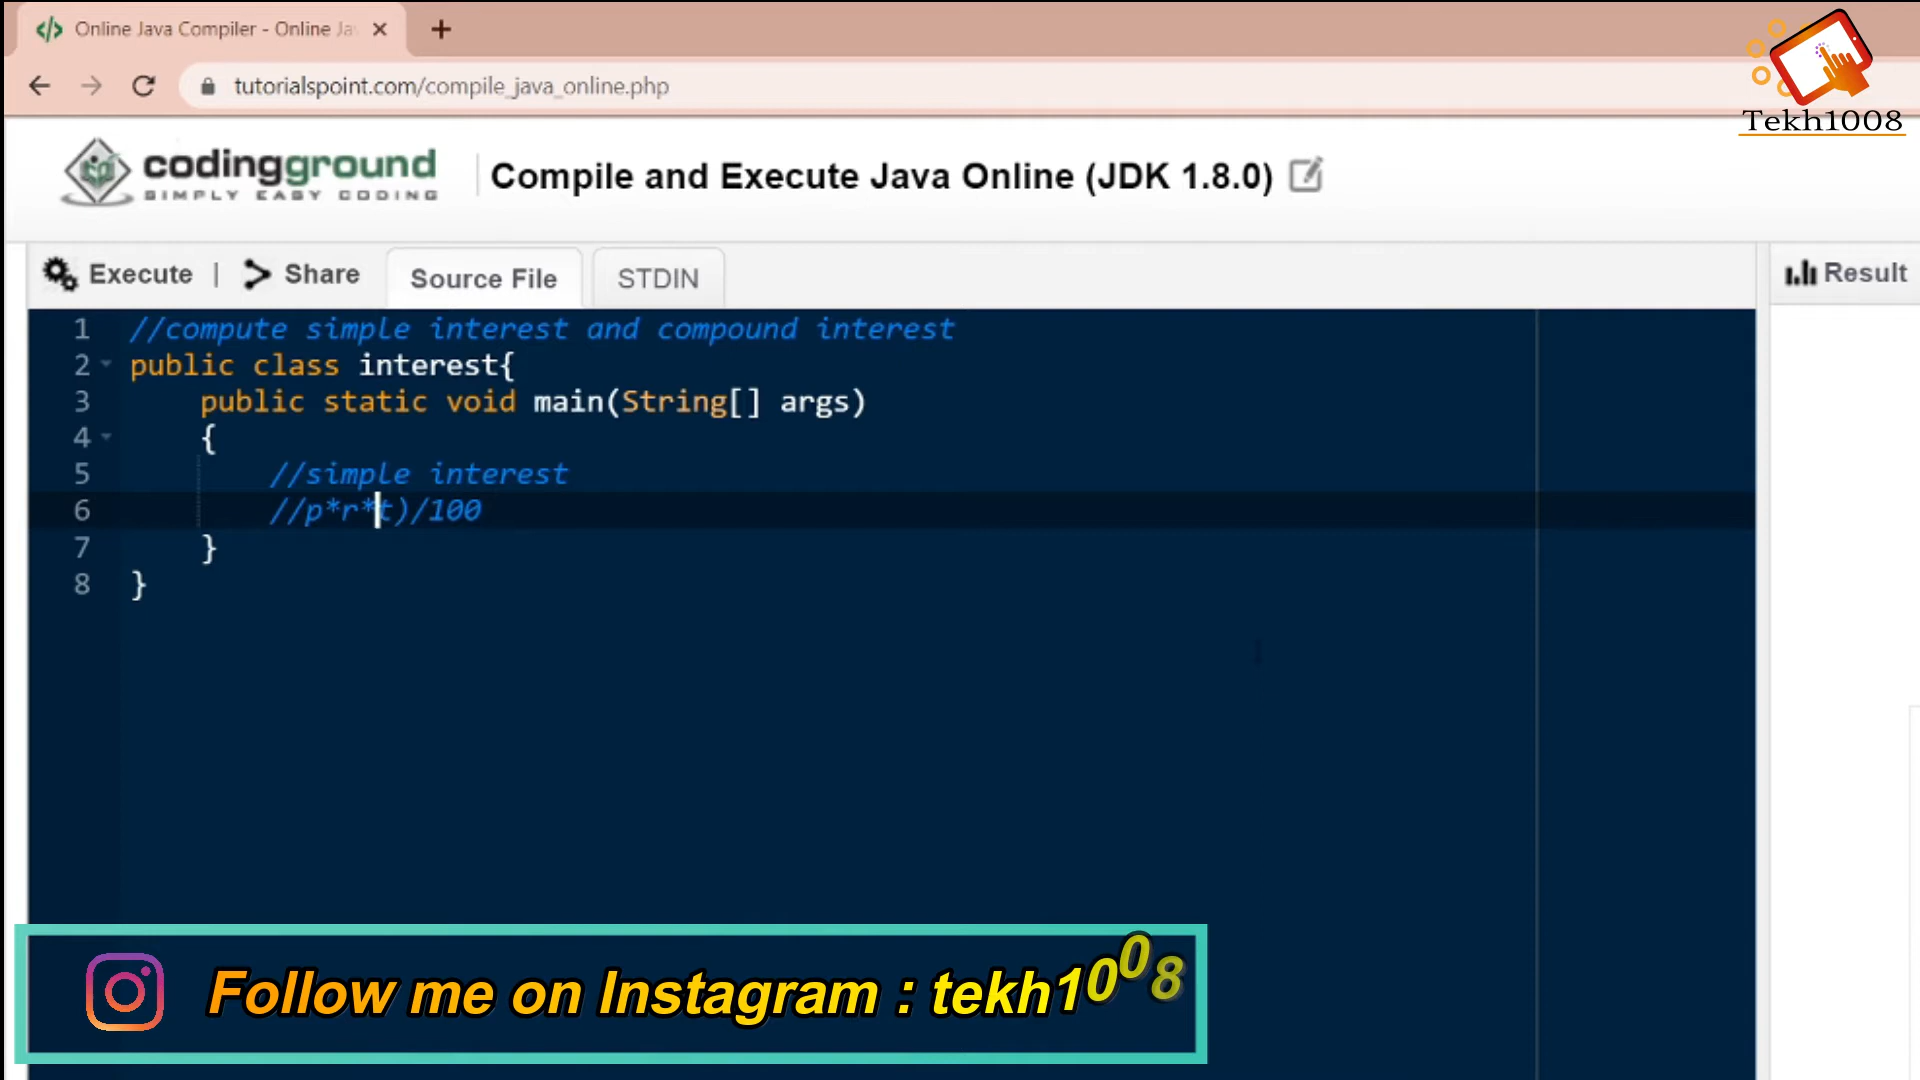 Online Java Compiler - Online Ja
tutorialspoint.com/compile_java_online.php
Tekh1008
codingground
SIMPLY EASY CODING
Compile and Execute Java Online (JDK 1.8.0)
Execute | Share Source File STDIN Result
1 //compute simple interest and compound interest
2 public class interest{
3 public static void main(String[] args)
4 {
5 //simple interest
6 //p*r*t)/100
7 }
8 }
Follow me on Instagram : tekh1008